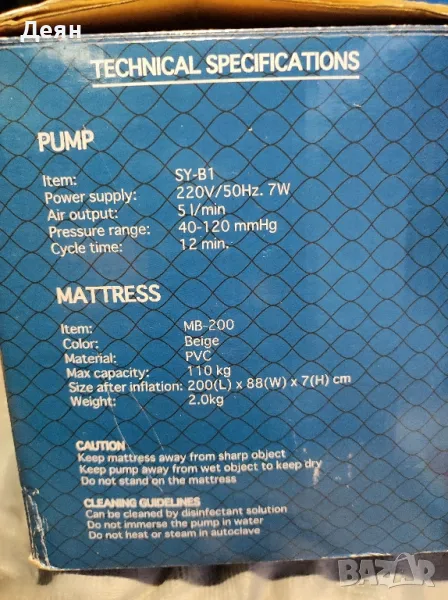 Деян
TECHNICAL SPECIFICATIONS
PUMP
Item: SY-B1
Power supply: 220V/50Hz. 7W
Air output: 5 l/min
Pressure range: 40-120 mmHg
Cycle time: 12 min.
MATTRESS
Item: MB-200
Color: Beige
Material: PVC
Max capacity: 110 kg
Size after inflation: 200(L) x 88(W) x 7(H) cm
Weight: 2.0kg
CAUTION
Keep mattress away from sharp object
Keep pump away from wet object to keep dry
Do not stand on the mattress
CLEANING GUIDELINES
Can be cleaned by disinfectant solution
Do not immerse the pump in water
Do not heat or steam in autoclave
BAZAR